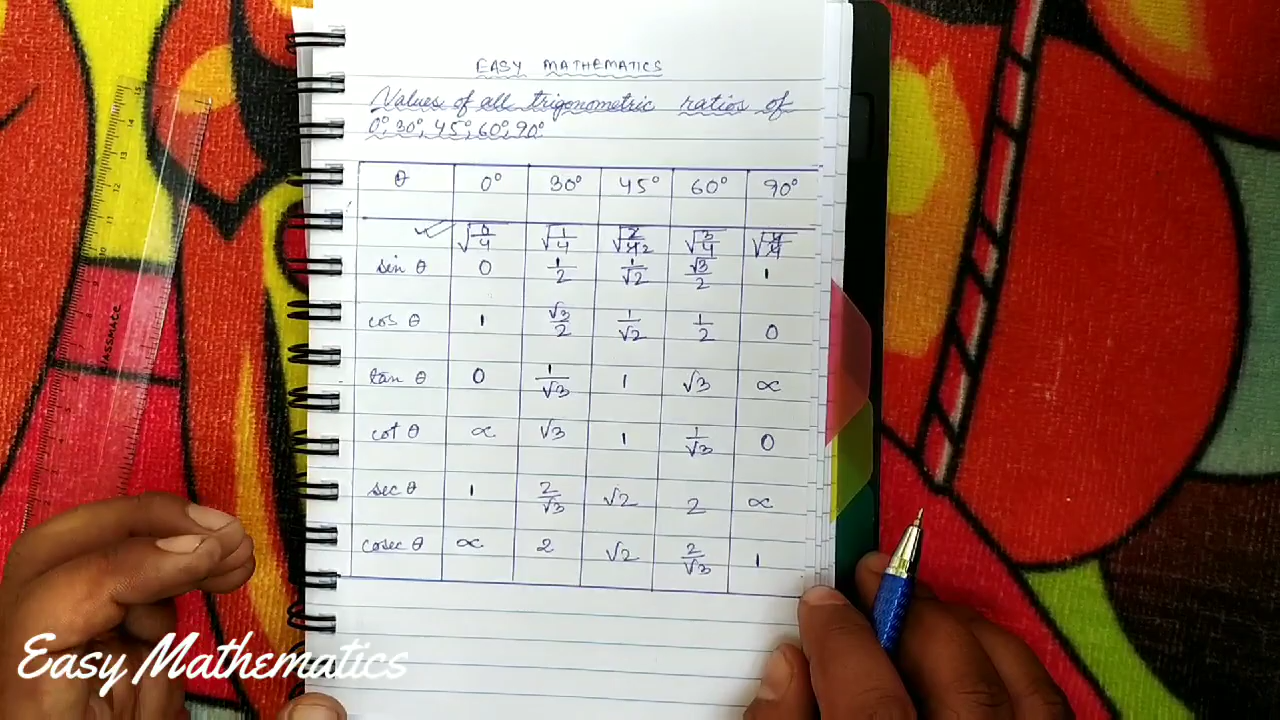 EASY MATHEMATICS
Values of all trigonometric ratios of
0°, 30°, 45°, 60°, 90°
θ 0° 30° 45° 60° 90°
√0/4 √1/4 √2/4 2 √3/4 √4/4
sin θ 0 1/2 1/√2 √3/2 1
cos θ 1 √3/2 1/√2 1/2 0
tan θ 0 1/√3 1 √3 ∝
cot θ ∝ √3 1 1/√3 0
sec θ 1 2/√3 √2 2 ∝
cosec θ ∝ 2 √2 2/√3 1
Easy Mathematics